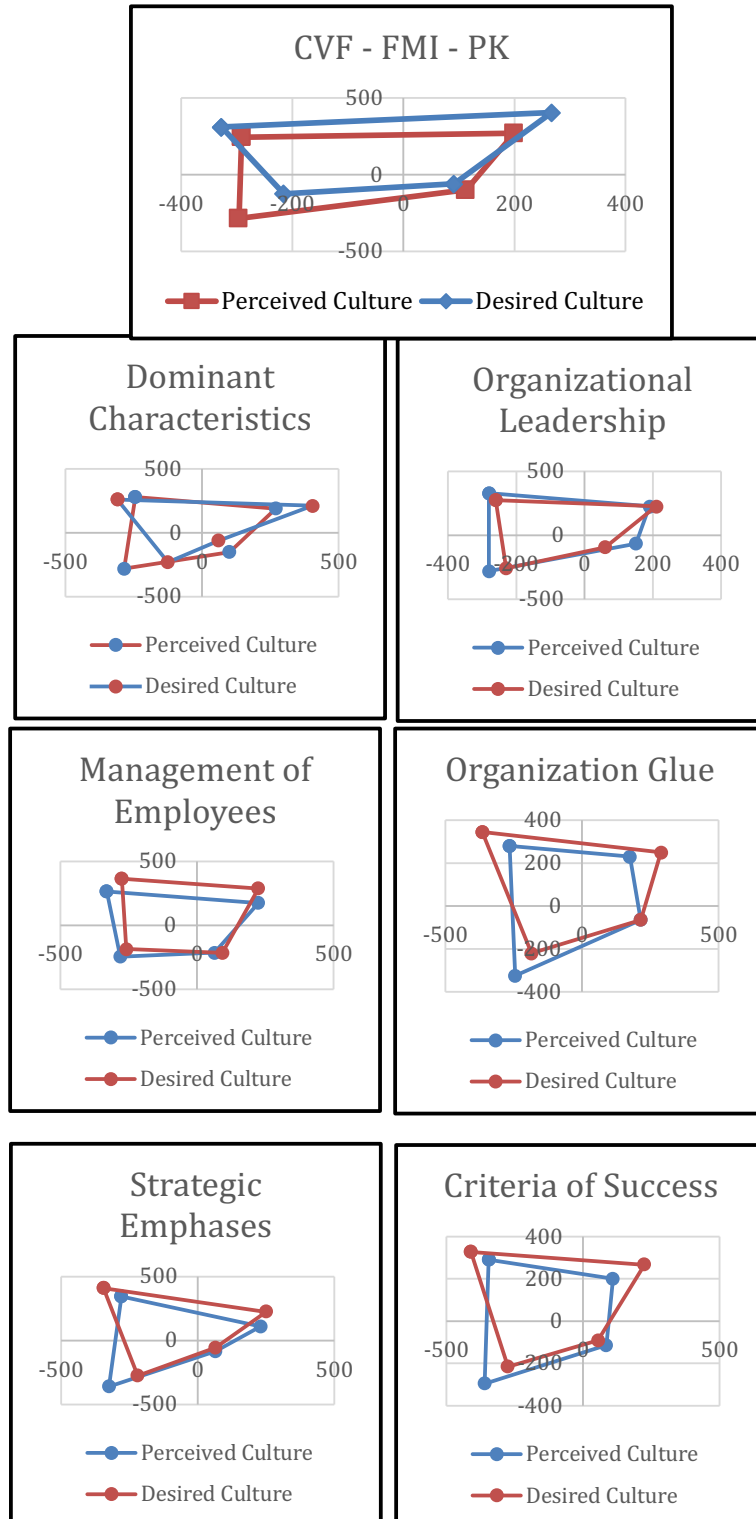 CVF - FMI - PK
500
0
-400 -200 0 200 400
-500
Perceived Culture Desired Culture
Dominant
Characteristics
500
0
-500 0 500
-500
Perceived Culture
Desired Culture
Organizational
Leadership
500
0
-400 -200 0 200 400
-500
Perceived Culture
Desired Culture
Management of
Employees
500
0
-500 0 500
-500
Perceived Culture
Desired Culture
Organization Glue
400
200
0
-500 0 500
-200
-400
Perceived Culture
Desired Culture
Strategic
Emphases
500
0
-500 0 500
-500
Perceived Culture
Desired Culture
Criteria of Success
400
200
0
-500 0 500
-200
-400
Perceived Culture
Desired Culture